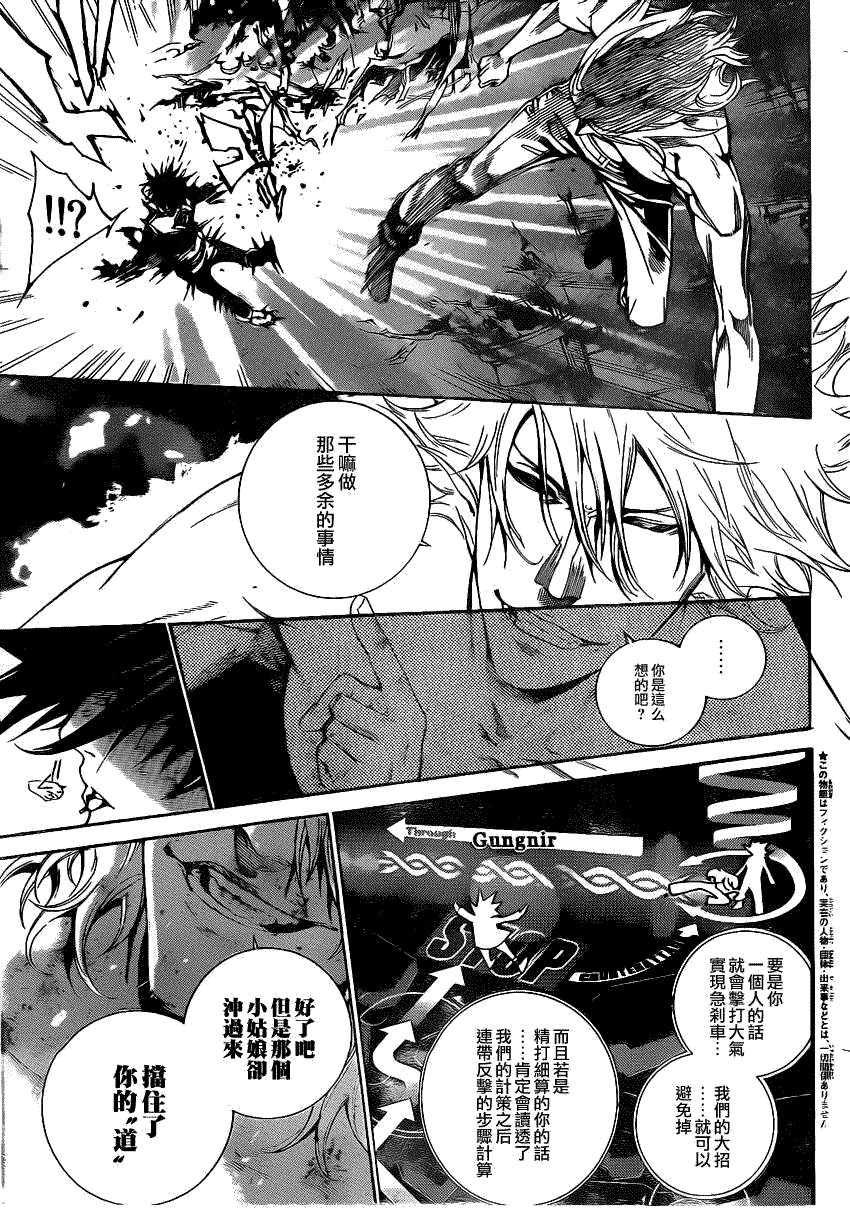 !!?
干嘛做
那些多余的事情
……
你是這么
想的吧?
Through
Gungnir
STOP
COUNTER
要是你
一個人的話
就會擊打大氣
實現急剎車…
我們的大招
……就可以
避免掉
而且若是
精打細算的你的話
……肯定會讀透了
我們的計策之后
連帶反擊的步驟計算
好了吧
但是那個
小姑娘卻
沖過來
擋住了
你的“道”
★この物語はフィクションであり、実在の人物・団体・出来事などとは、一切関係ありません